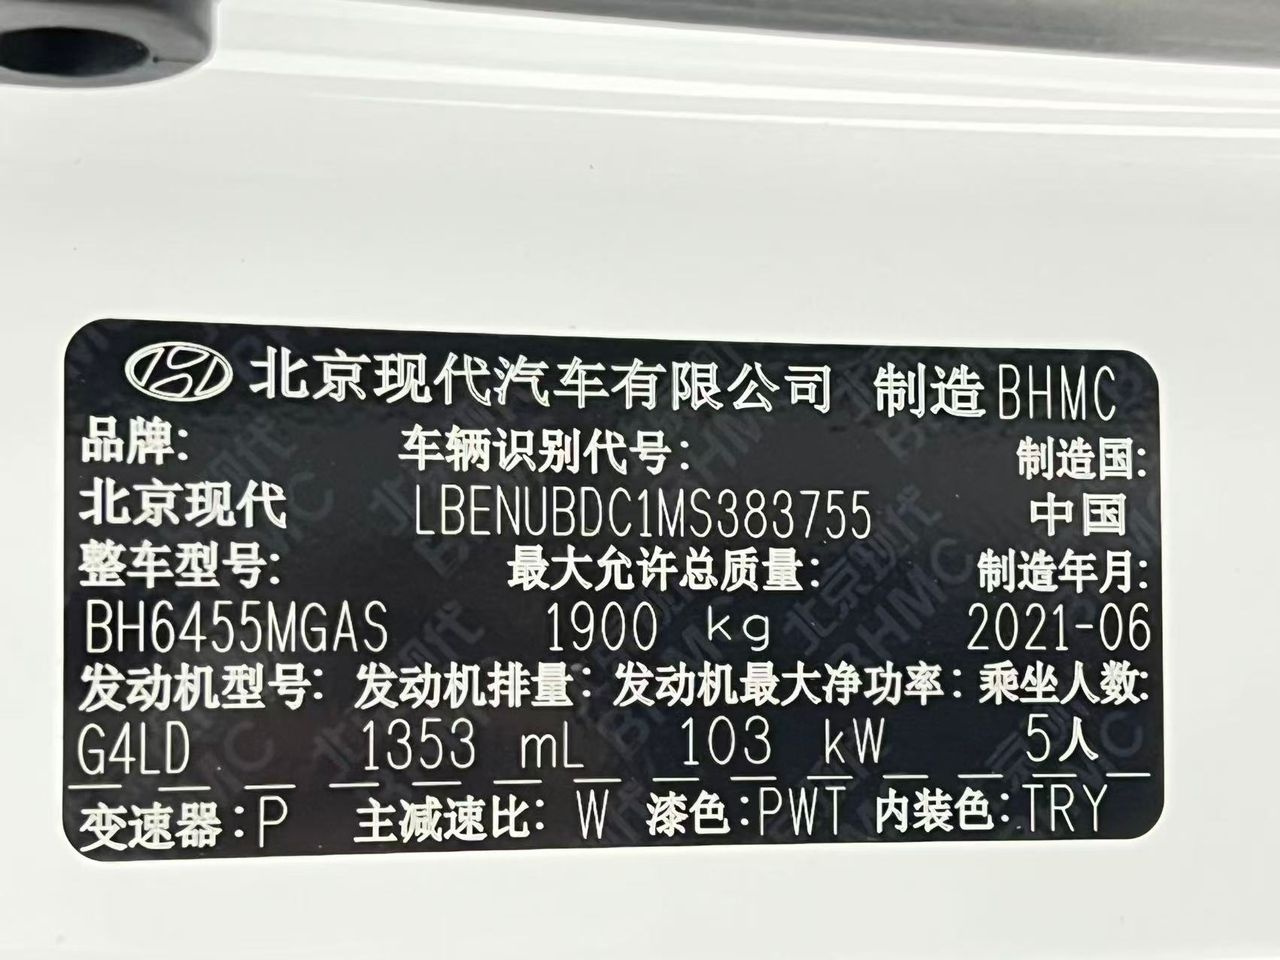 北京现代汽车有限公司 制造 BHMC
品牌: 车辆识别代号: 制造国:
北京现代 LBENUBDC1MS383755 中国
整车型号: 最大允许总质量: 制造年月:
BH6455MGAS 1900 kg 2021-06
发动机型号: 发动机排量: 发动机最大净功率: 乘坐人数:
G4LD 1353 mL 103 kW 5人
变速器:P 主减速比: W 漆色:PWT 内装色:TRY